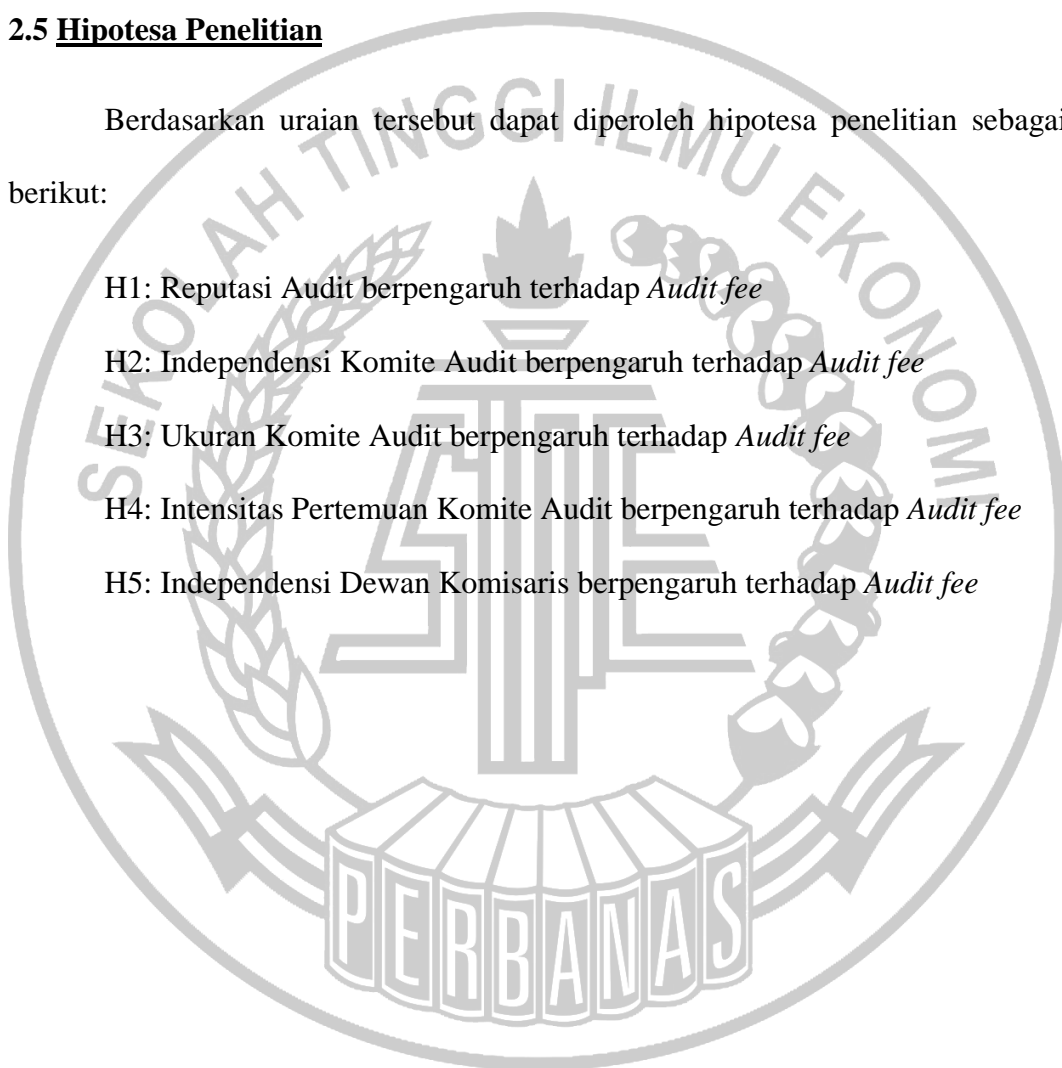 2.5 Hipotesa Penelitian
Berdasarkan uraian tersebut dapat diperoleh hipotesa penelitian sebagai
berikut:
H1: Reputasi Audit berpengaruh terhadap Audit fee
H2: Independensi Komite Audit berpengaruh terhadap Audit fee
H3: Ukuran Komite Audit berpengaruh terhadap Audit fee
H4: Intensitas Pertemuan Komite Audit berpengaruh terhadap Audit fee
H5: Independensi Dewan Komisaris berpengaruh terhadap Audit fee
SEKOLAH TINGGI ILMU EKONOMI
STIE
PERBANAS